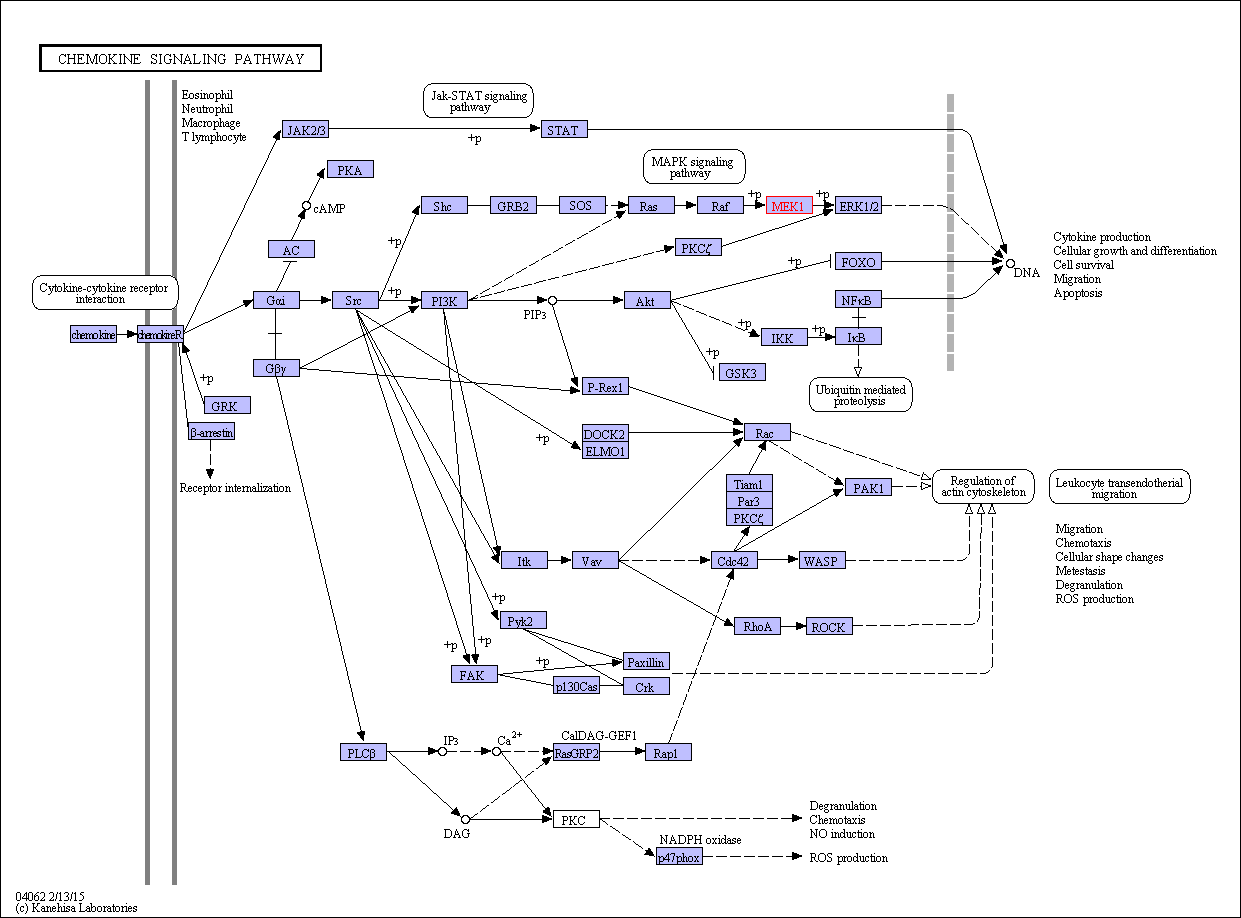 CHEMOKINE SIGNALING PATHWAY
Eosinophil
Neutrophil
Macrophage
T lymphocyte
Jak-STAT signaling
pathway
JAK2/3
+p
STAT
MAPK signaling
pathway
PKA
cAMP
AC
Shc
GRB2
SOS
Ras
Raf
+p
MEK1
+p
ERK1/2
+p
PKCζ
+p
FOXO
Cytokine production
Cellular growth and differentiation
Cell survival
Migration
Apoptosis
DNA
Cytokine-cytokine receptor
interaction
Gαi
Src
+p
PI3K
PIP3
Akt
NFκB
chemokine
chemokineR
+p
IKK
+p
IκB
Gβγ
+p
GSK3
+p
GRK
P-Rex1
Ubiquitin mediated
proteolysis
β-arrestin
+p
DOCK2
ELMO1
Rac
Receptor internalization
Tiam1
Par3
PKCζ
PAK1
Regulation of
actin cytoskeleton
Leukocyte transendotherial
migration
Migration
Chemotaxis
Cellular shape changes
Metestasis
Degranulation
ROS production
Itk
Vav
Cdc42
WASP
+p
Pyk2
RhoA
ROCK
+p
+p
FAK
+p
Paxillin
p130Cas
Crk
PLCβ
IP3
Ca2+
CalDAG-GEF1
RasGRP2
Rap1
DAG
PKC
Degranulation
Chemotaxis
NO induction
NADPH oxidase
p47phox
ROS production
04062 2/13/15
(c) Kanehisa Laboratories